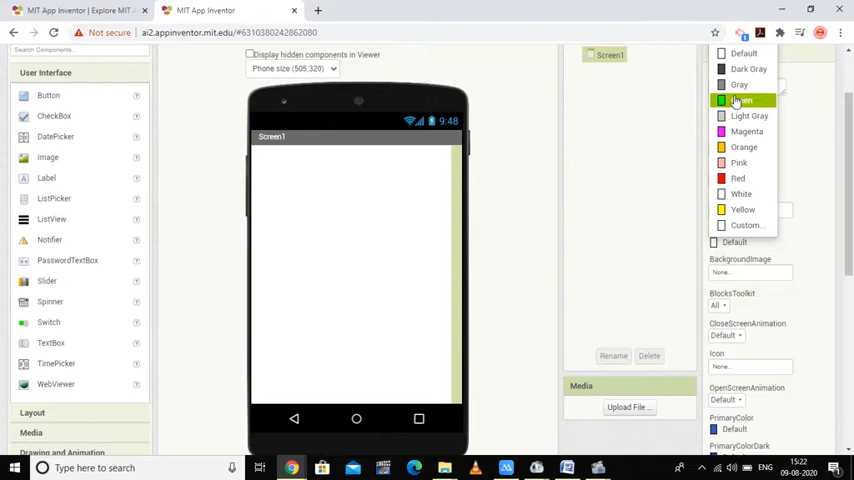 MIT App Inventor | Explore MIT A
MIT App Inventor
Not secure | ai2.appinventor.mit.edu/#6310380242862080
Search Components...
User Interface
Button
CheckBox
DatePicker
Image
Label
ListPicker
ListView
Notifier
PasswordTextBox
Slider
Spinner
Switch
TextBox
TimePicker
WebViewer
Layout
Media
Drawing and Animation
Display hidden components in Viewer
Phone size (505,320)
9:48
Screen1
Screen1
Rename
Delete
Media
Upload File ...
Default
Dark Gray
Gray
Light Gray
Magenta
Orange
Pink
Red
White
Yellow
Custom...
Default
BackgroundImage
None...
BlocksToolkit
All
CloseScreenAnimation
Default
Icon
None...
OpenScreenAnimation
Default
PrimaryColor
Default
PrimaryColorDark
Default
Type here to search
ENG
15:22
09-08-2020